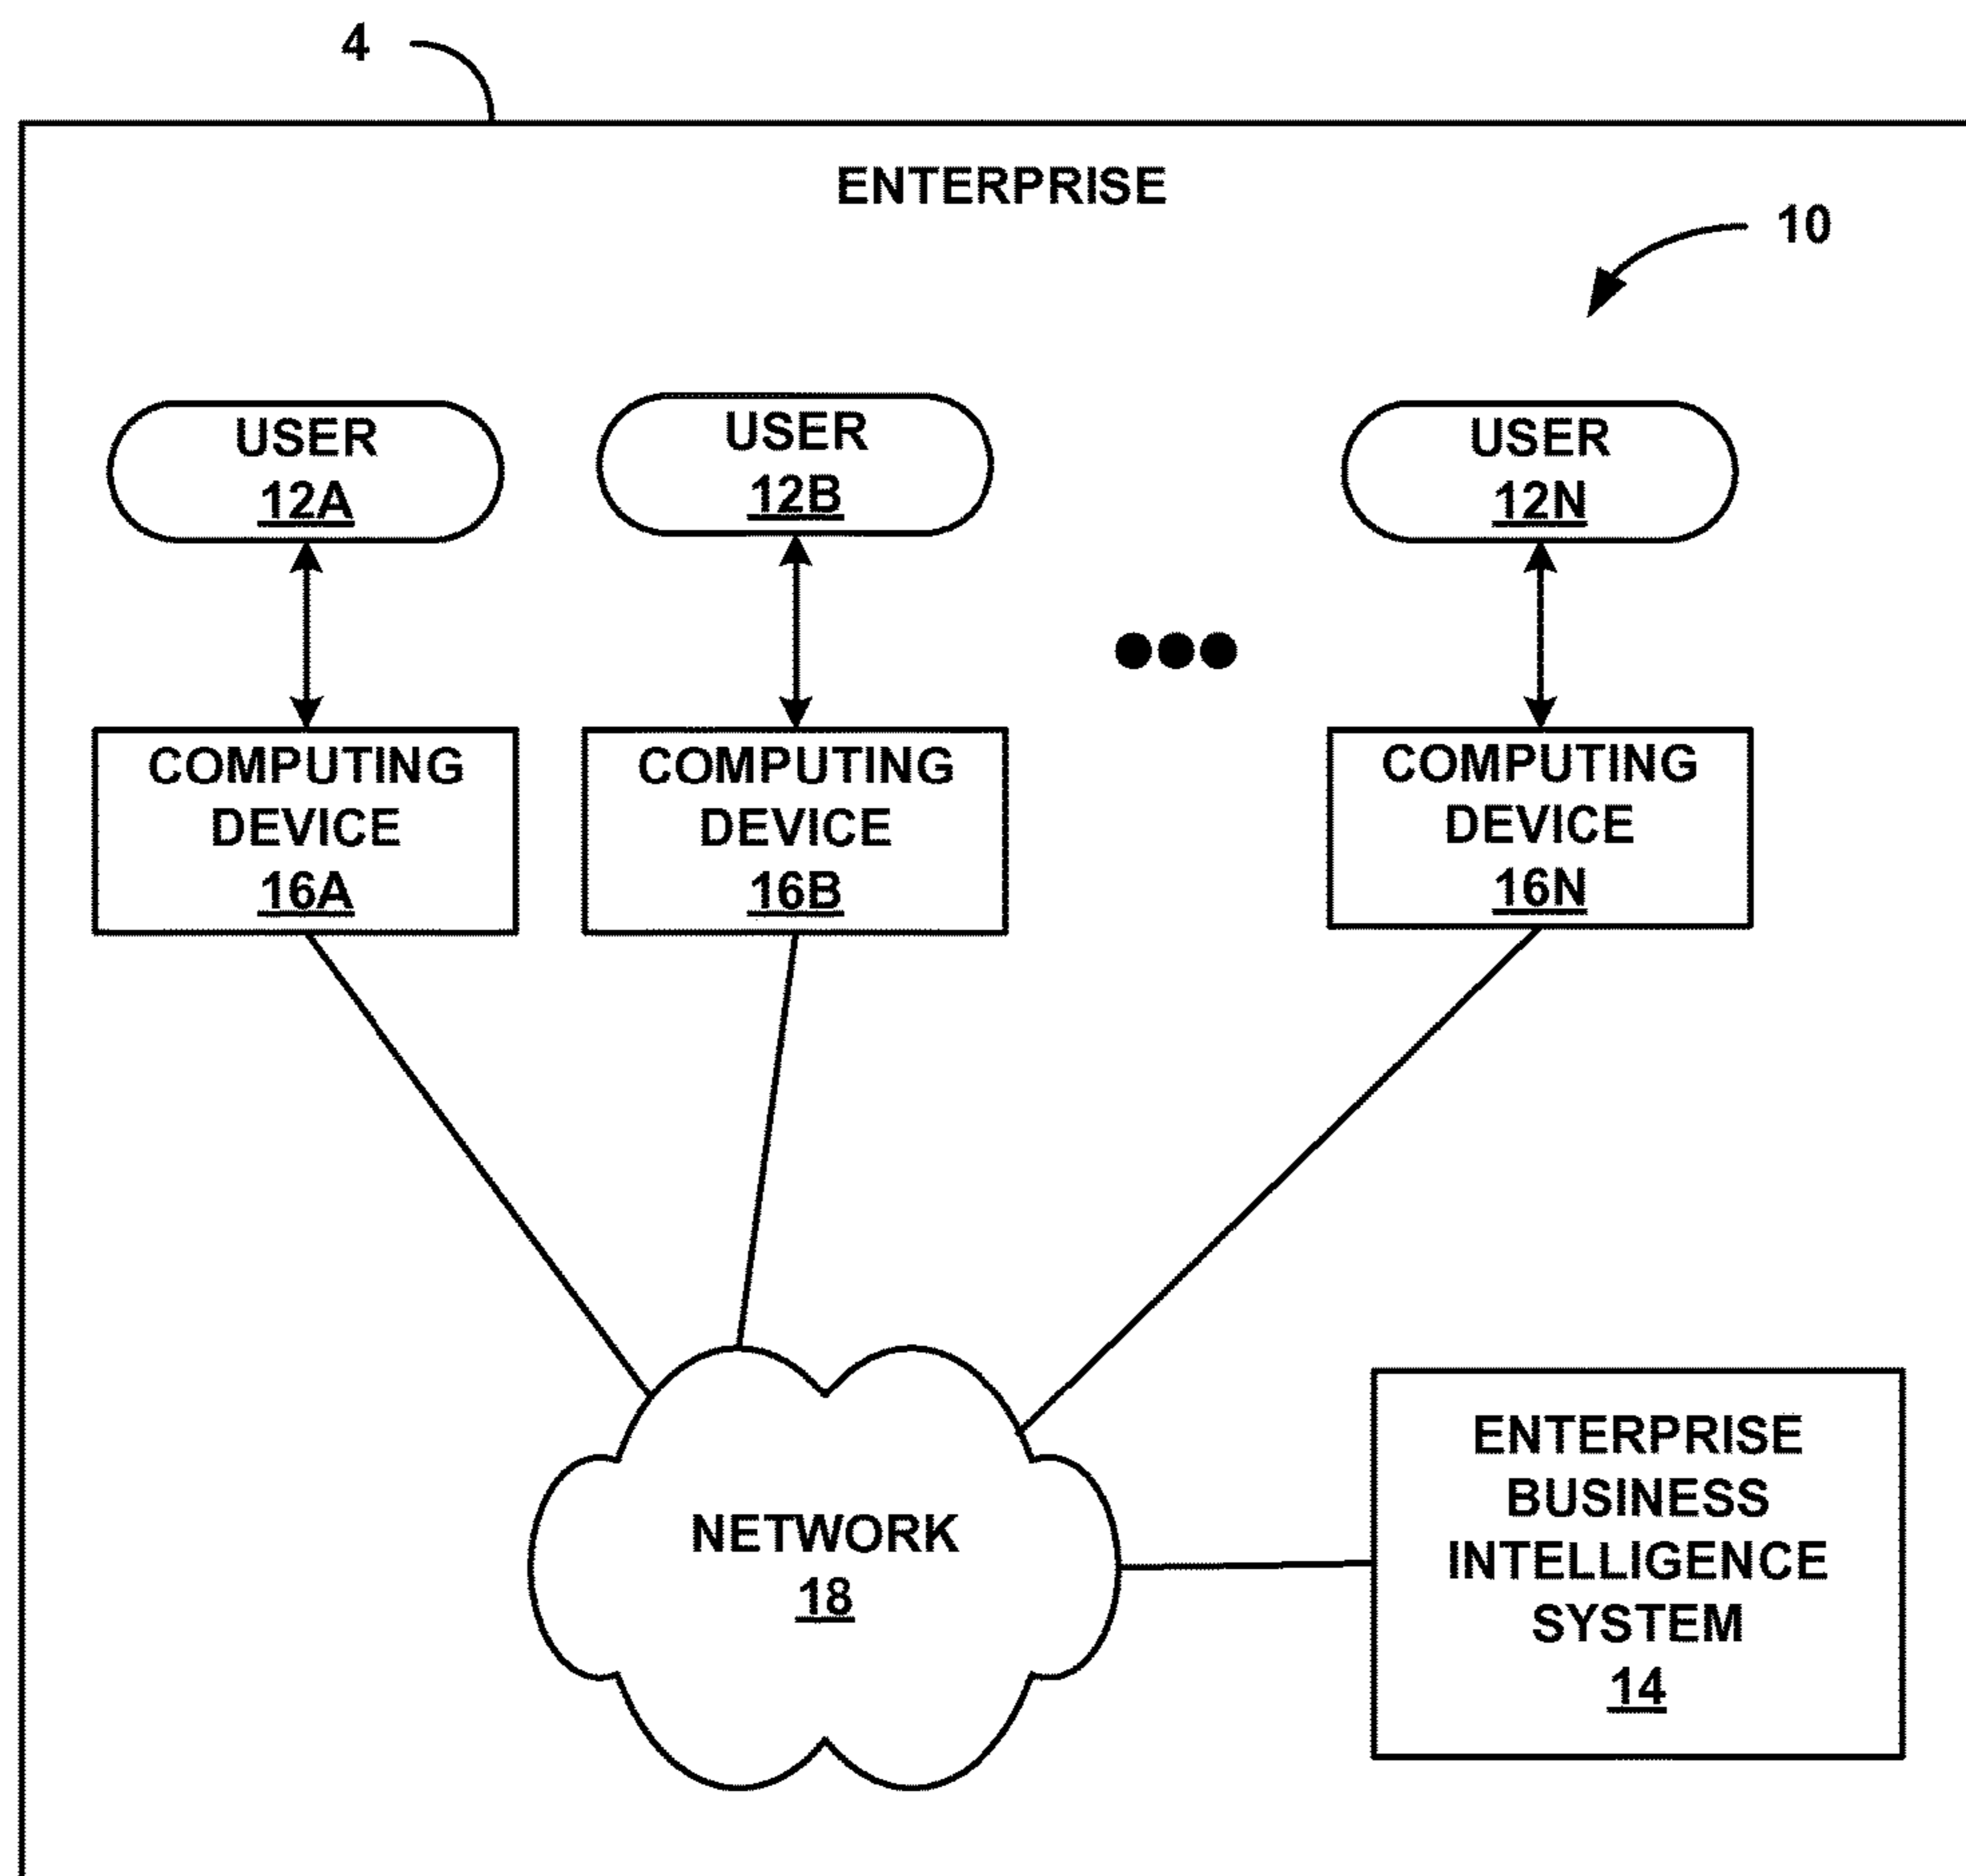 4
ENTERPRISE
10
USER
12A
USER
12B
USER
12N
COMPUTING
DEVICE
16A
COMPUTING
DEVICE
16B
COMPUTING
DEVICE
16N
NETWORK
18
ENTERPRISE
BUSINESS
INTELLIGENCE
SYSTEM
14